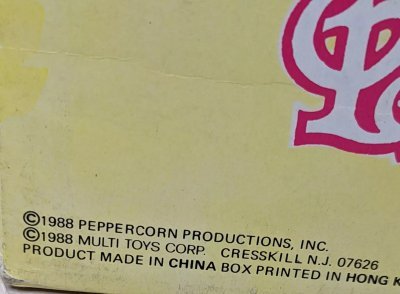 ©1988 PEPPERCORN PRODUCTIONS, INC.
©1988 MULTI TOYS CORP. CRESSKILL N.J. 07626
PRODUCT MADE IN CHINA BOX PRINTED IN HONG